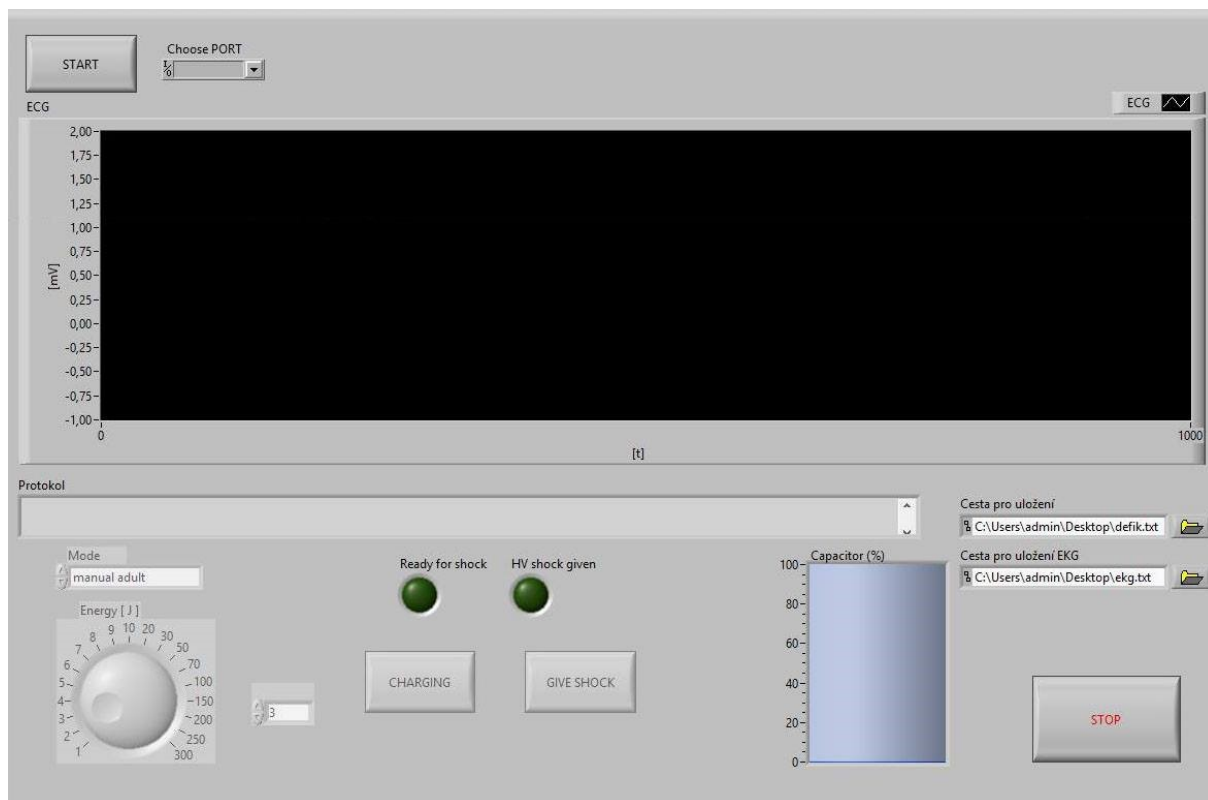 START
Choose PORT
ECG
ECG
2,00
1,75
1,50
1,25
1,00
0,75
0,50
0,25
0,00
-0,25
-0,50
-0,75
-1,00
[mV]
0
1000
[t]
Protokol
Cesta pro uložení
C:\Users\admin\Desktop\defik.txt
Cesta pro uložení EKG
C:\Users\admin\Desktop\ekg.txt
Mode
manual adult
Energy [ J ]
1
2
3
4
5
6
7
8
9
10
20
30
50
70
100
150
200
250
300
3
Ready for shock
HV shock given
CHARGING
GIVE SHOCK
Capacitor (%)
100
80
60
40
20
0
STOP